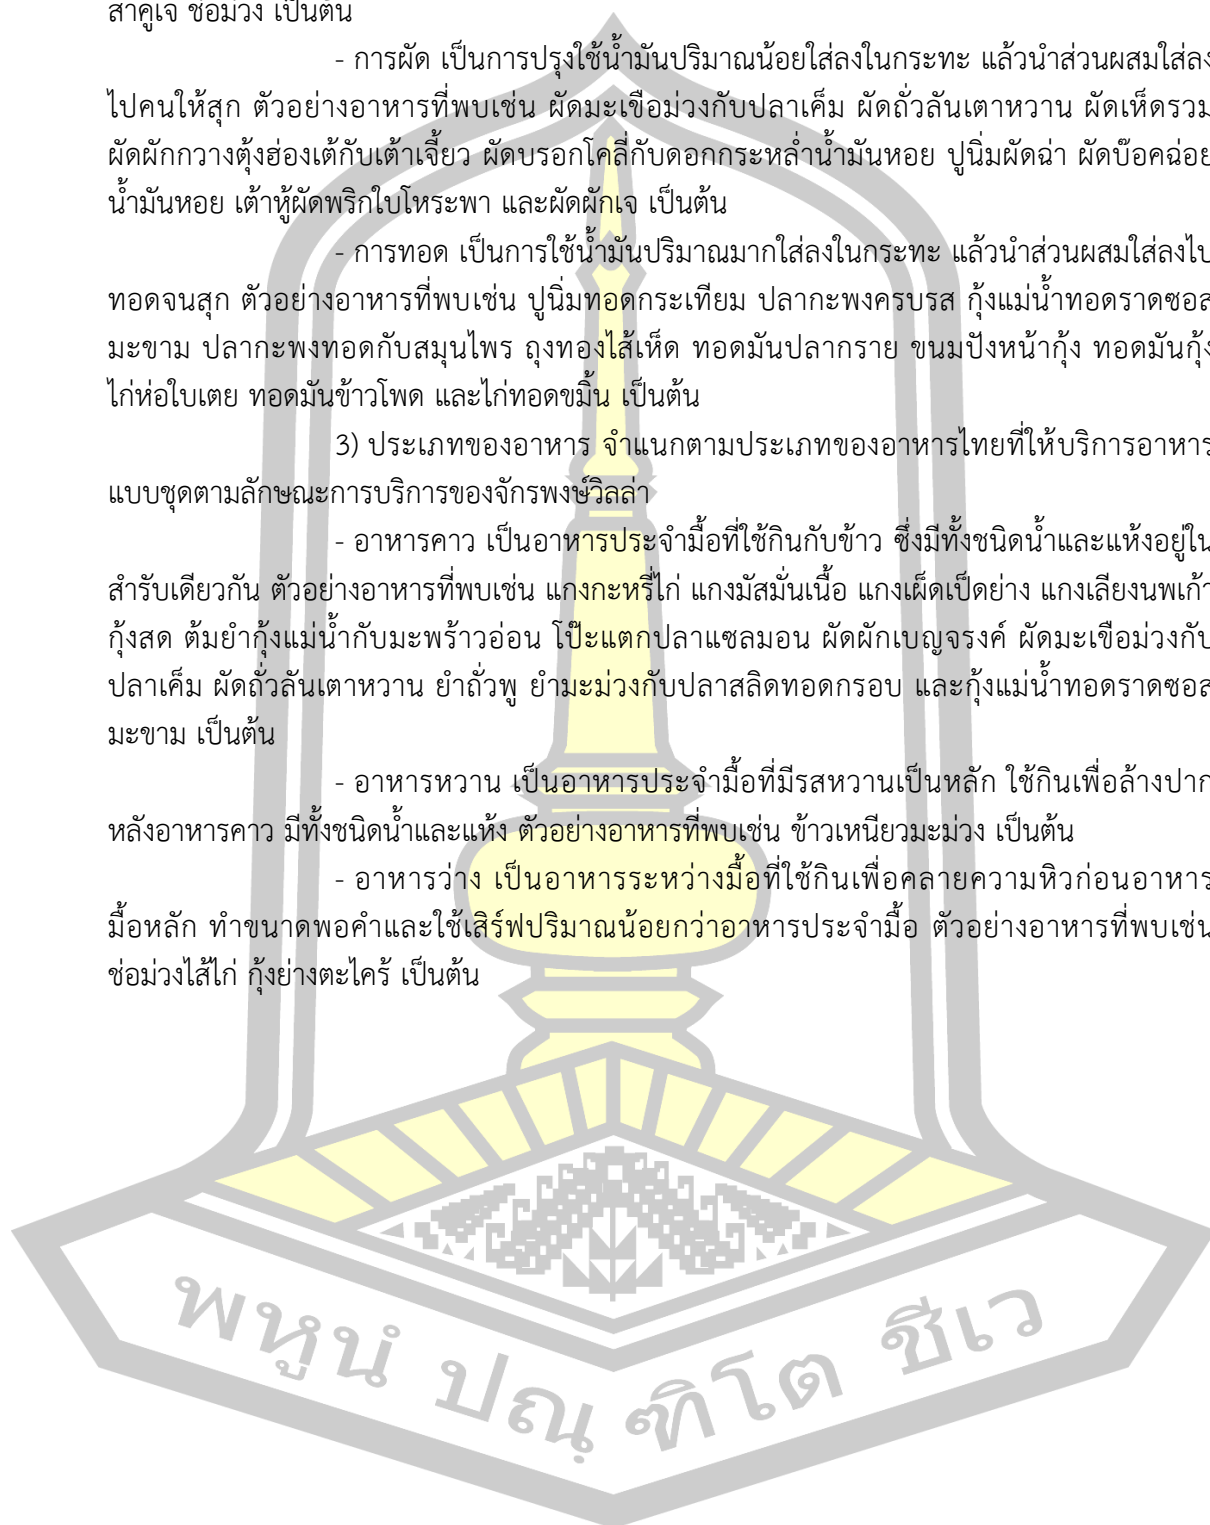 สาคูเจ ช่อม่วง เป็นต้น
- การผัด เป็นการปรุงใช้น้ำมันปริมาณน้อยใส่ลงในกระทะ แล้วนำส่วนผสมใส่ลง
ไปคนให้สุก ตัวอย่างอาหารที่พบเช่น ผัดมะเขือม่วงกับปลาเค็ม ผัดถั่วลันเตาหวาน ผัดเห็ดรวม
ผัดผักกวางตุ้งฮ่องเต้กับเต้าเจี้ยว ผัดบรอกโคลี่กับดอกกระหล่ำน้ำมันหอย ปูนิ่มผัดฉ่า ผัดบ๊อคฉ่อย
น้ำมันหอย เต้าหู้ผัดพริกใบโหระพา และผัดผักเจ เป็นต้น
- การทอด เป็นการใช้น้ำมันปริมาณมากใส่ลงในกระทะ แล้วนำส่วนผสมใส่ลงไป
ทอดจนสุก ตัวอย่างอาหารที่พบเช่น ปูนิ่มทอดกระเทียม ปลากะพงครบรส กุ้งแม่น้ำทอดราดซอส
มะขาม ปลากะพงทอดกับสมุนไพร ถุงทองไส้เห็ด ทอดมันปลากราย ขนมปังหน้ากุ้ง ทอดมันกุ้ง
ไก่ห่อใบเตย ทอดมันข้าวโพด และไก่ทอดขมิ้น เป็นต้น
3) ประเภทของอาหาร จำแนกตามประเภทของอาหารไทยที่ให้บริการอาหาร
แบบชุดตามลักษณะการบริการของจักรพงษ์วิลล่า
- อาหารคาว เป็นอาหารประจำมื้อที่ใช้กินกับข้าว ซึ่งมีทั้งชนิดน้ำและแห้งอยู่ใน
สำรับเดียวกัน ตัวอย่างอาหารที่พบเช่น แกงกะหรี่ไก่ แกงมัสมั่นเนื้อ แกงเผ็ดเป็ดย่าง แกงเลียงนพเก้า
กุ้งสด ต้มยำกุ้งแม่น้ำกับมะพร้าวอ่อน โป๊ะแตกปลาแซลมอน ผัดผักเบญจรงค์ ผัดมะเขือม่วงกับ
ปลาเค็ม ผัดถั่วลันเตาหวาน ยำถั่วพู ยำมะม่วงกับปลาสลิดทอดกรอบ และกุ้งแม่น้ำทอดราดซอส
มะขาม เป็นต้น
- อาหารหวาน เป็นอาหารประจำมื้อที่มีรสหวานเป็นหลัก ใช้กินเพื่อล้างปาก
หลังอาหารคาว มีทั้งชนิดน้ำและแห้ง ตัวอย่างอาหารที่พบเช่น ข้าวเหนียวมะม่วง เป็นต้น
- อาหารว่าง เป็นอาหารระหว่างมื้อที่ใช้กินเพื่อคลายความหิวก่อนอาหาร
มื้อหลัก ทำขนาดพอคำและใช้เสิร์ฟปริมาณน้อยกว่าอาหารประจำมื้อ ตัวอย่างอาหารที่พบเช่น
ช่อม่วงไส้ไก่ กุ้งย่างตะไคร้ เป็นต้น
พหูนํ ปณฺฑิโต ชีเว